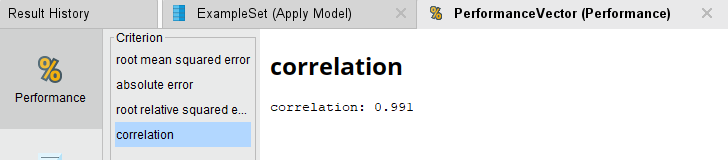 Result History
ExampleSet (Apply Model)
PerformanceVector (Performance)
%
Performance
Criterion
root mean squared error
absolute error
root relative squared e...
correlation
correlation
correlation: 0.991